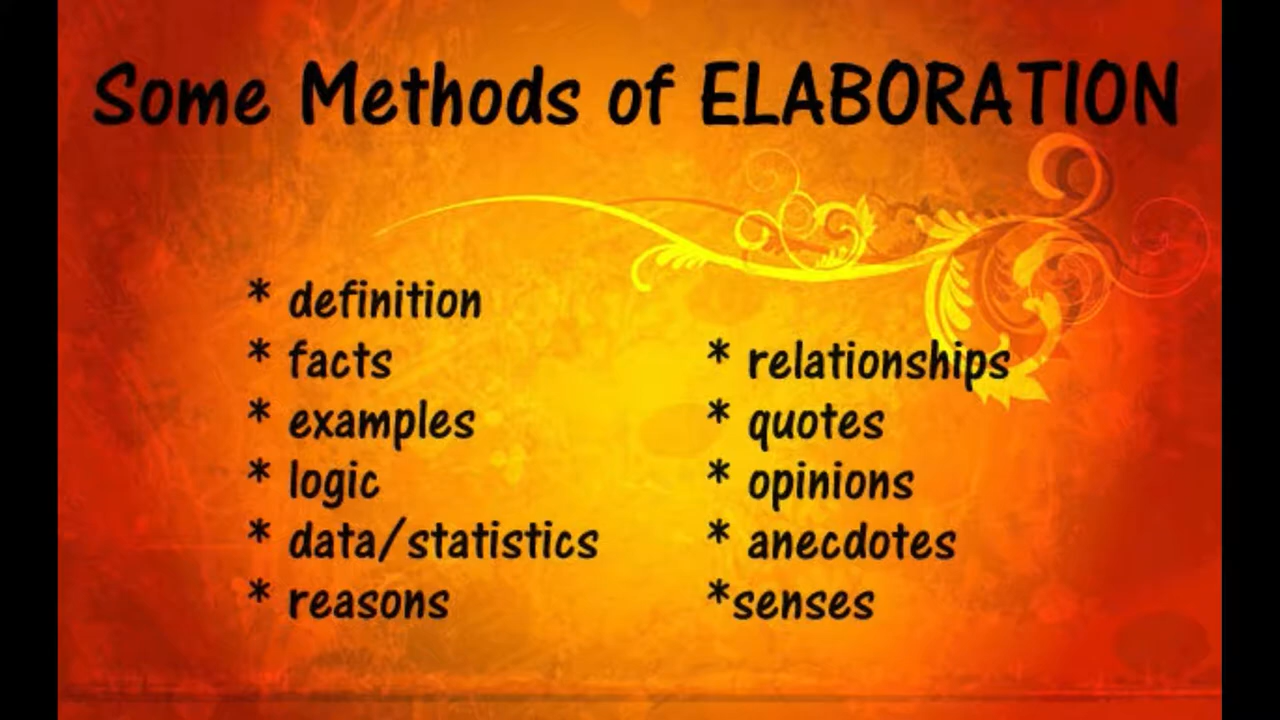 Some Methods of ELABORATION
* definition
* facts
* examples
* logic
* data/statistics
* reasons
* relationships
* quotes
* opinions
* anecdotes
*senses